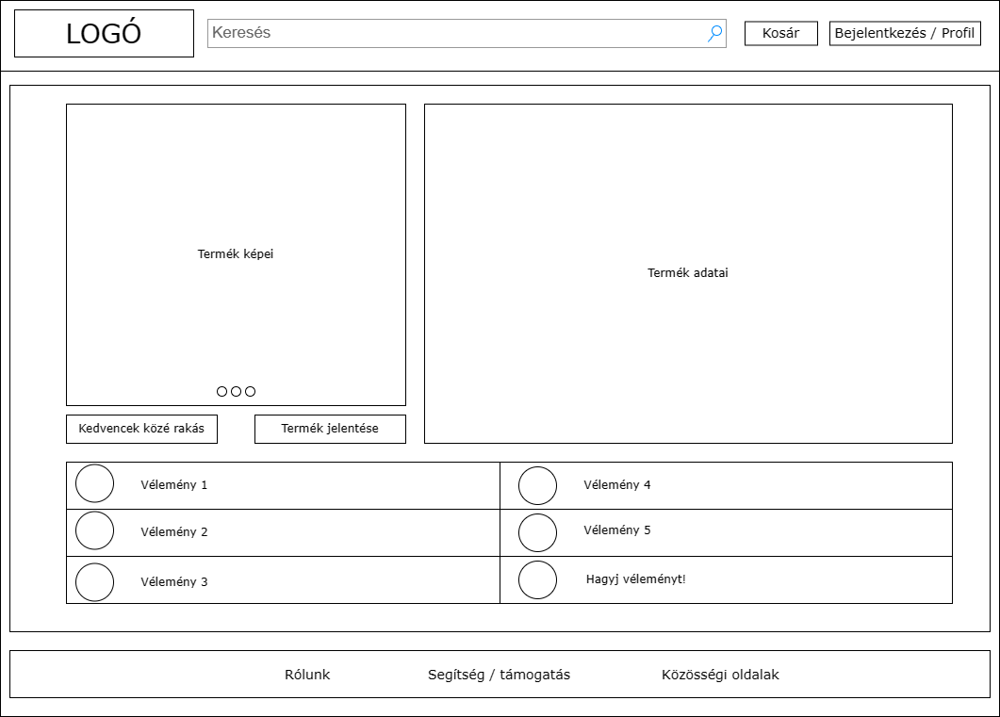 LOGÓ
Keresés
Kosár
Bejelentkezés / Profil
Termék képei
Termék adatai
Kedvencek közé rakás
Termék jelentése
Vélemény 1
Vélemény 4
Vélemény 2
Vélemény 5
Vélemény 3
Hagyj véleményt!
Rólunk
Segítség / támogatás
Közösségi oldalak